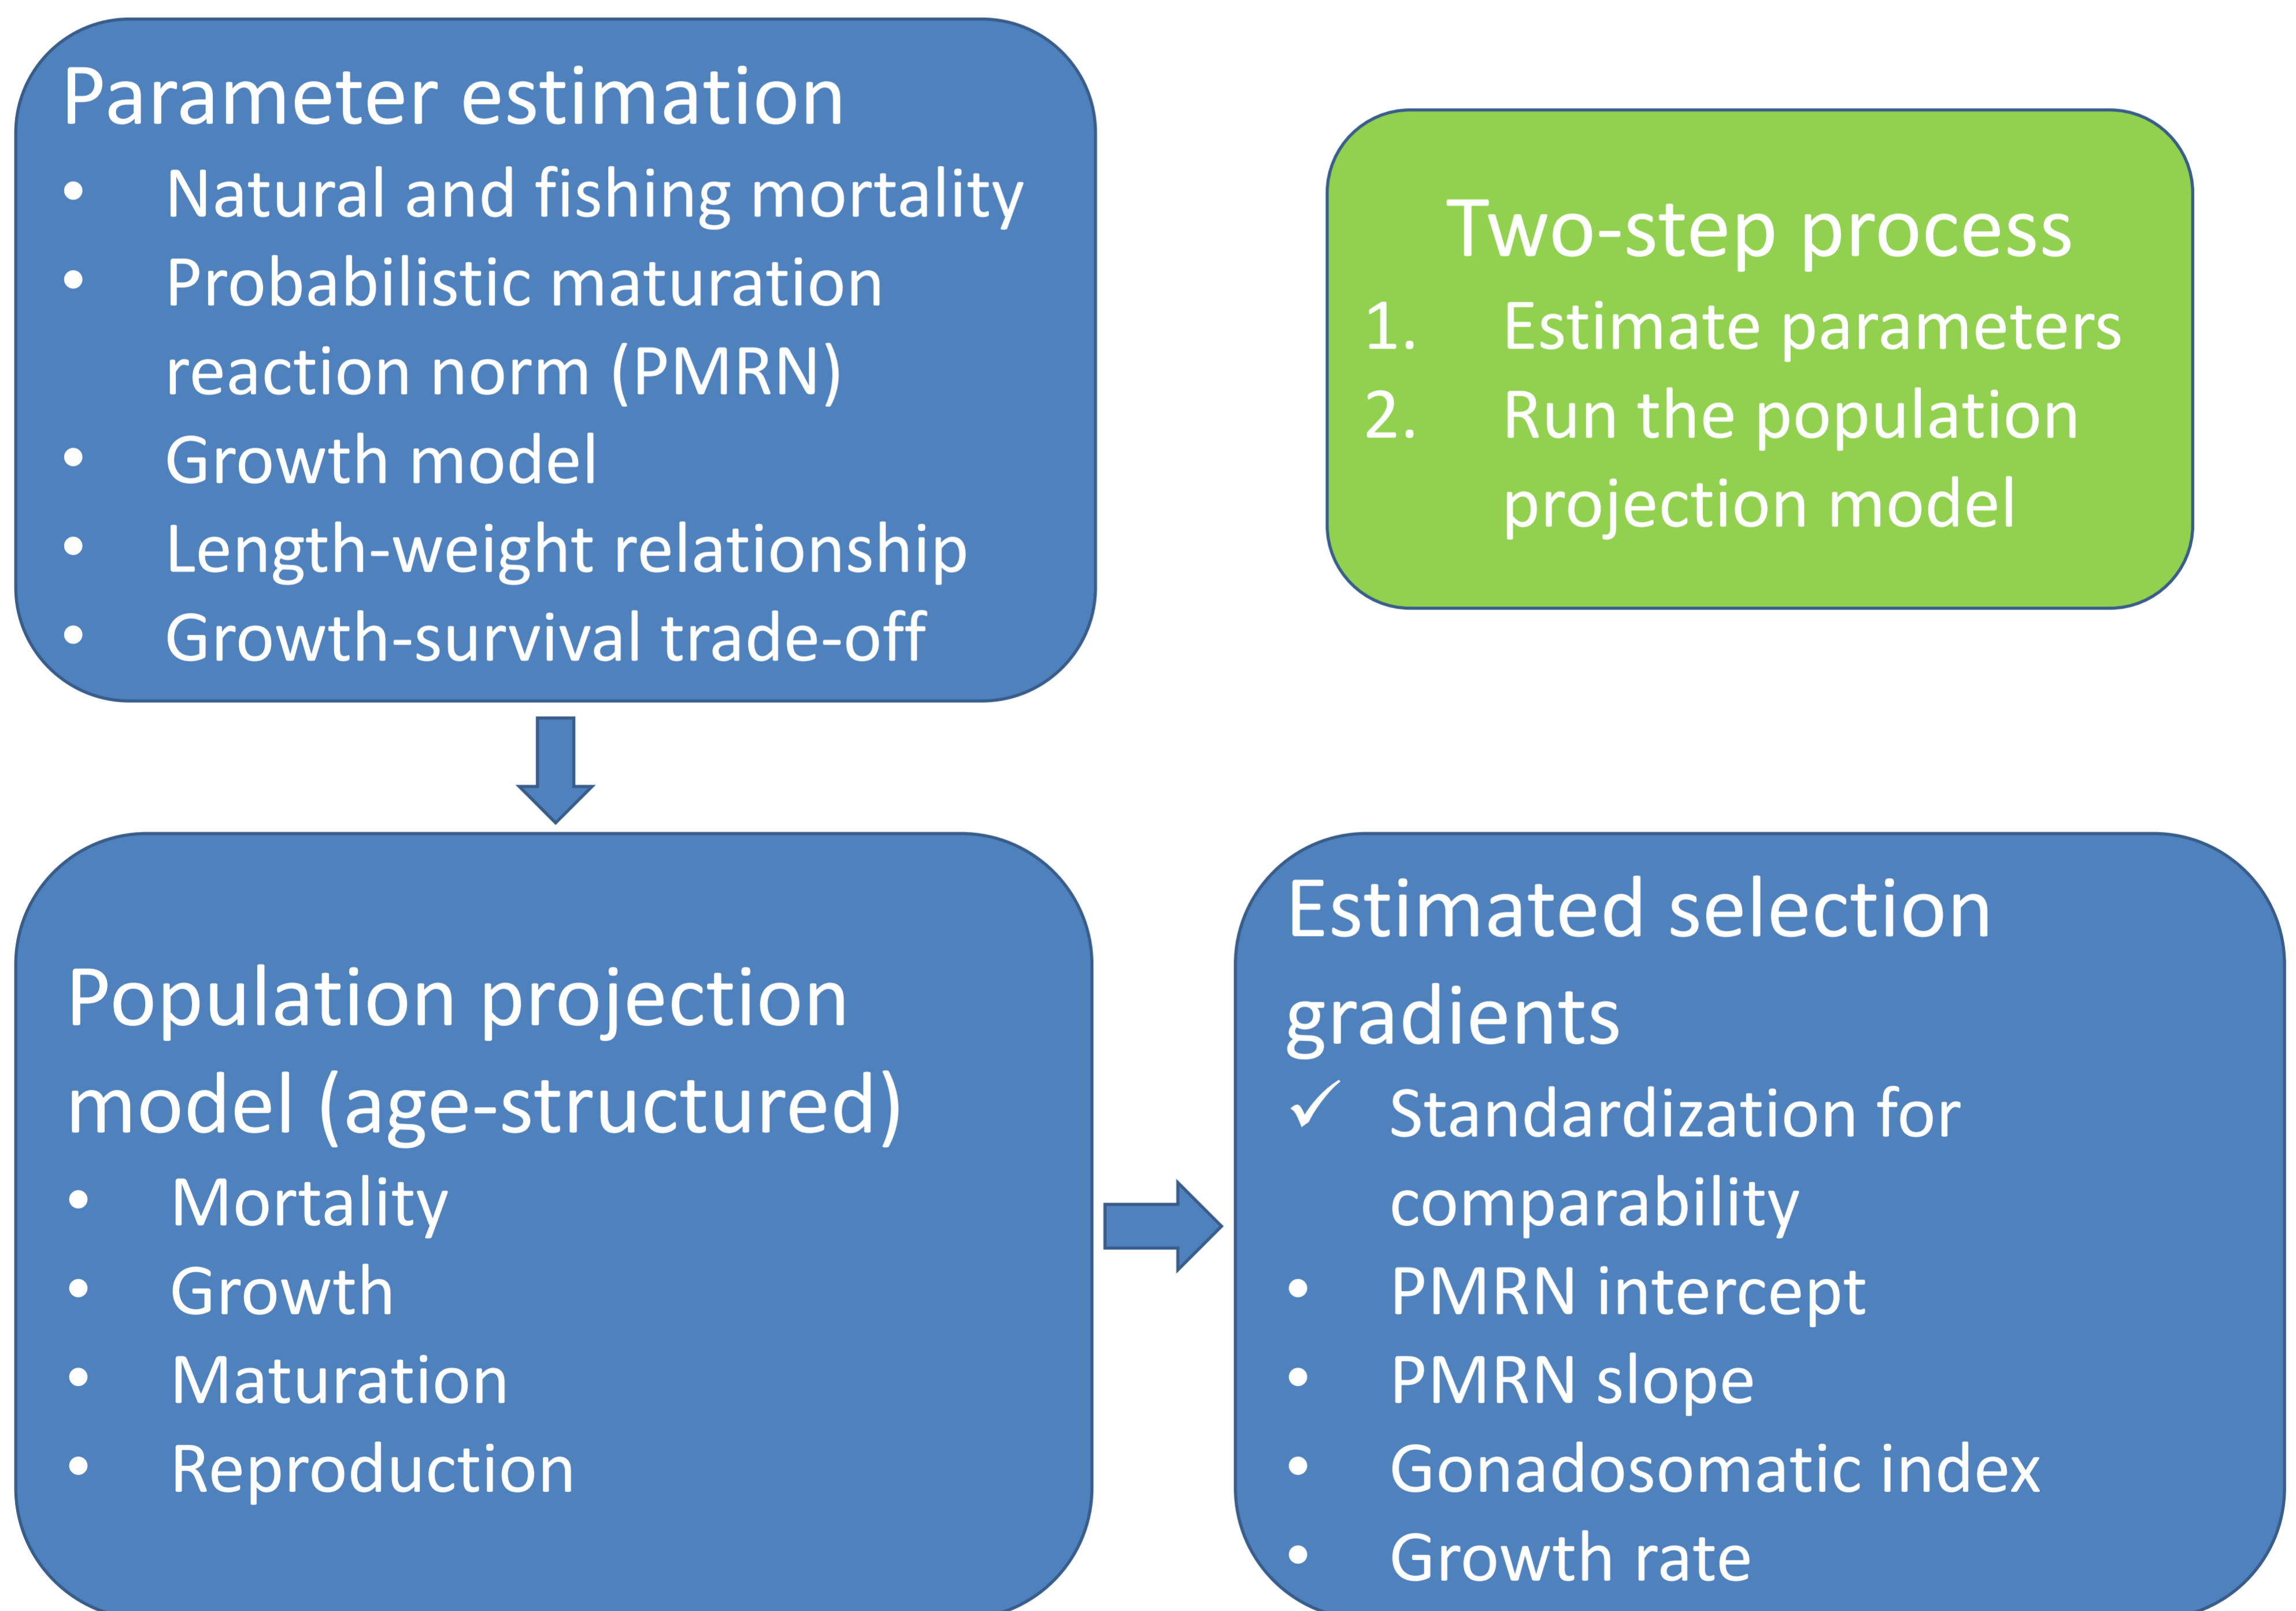 Parameter estimation
• Natural and fishing mortality
• Probabilistic maturation
reaction norm (PMRN)
• Growth model
• Length-weight relationship
• Growth-survival trade-off
Two-step process
1. Estimate parameters
2. Run the population
projection model
Population projection
model (age-structured)
• Mortality
• Growth
• Maturation
• Reproduction
Estimated selection
gradients
✓ Standardization for
comparability
• PMRN intercept
• PMRN slope
• Gonadosomatic index
• Growth rate